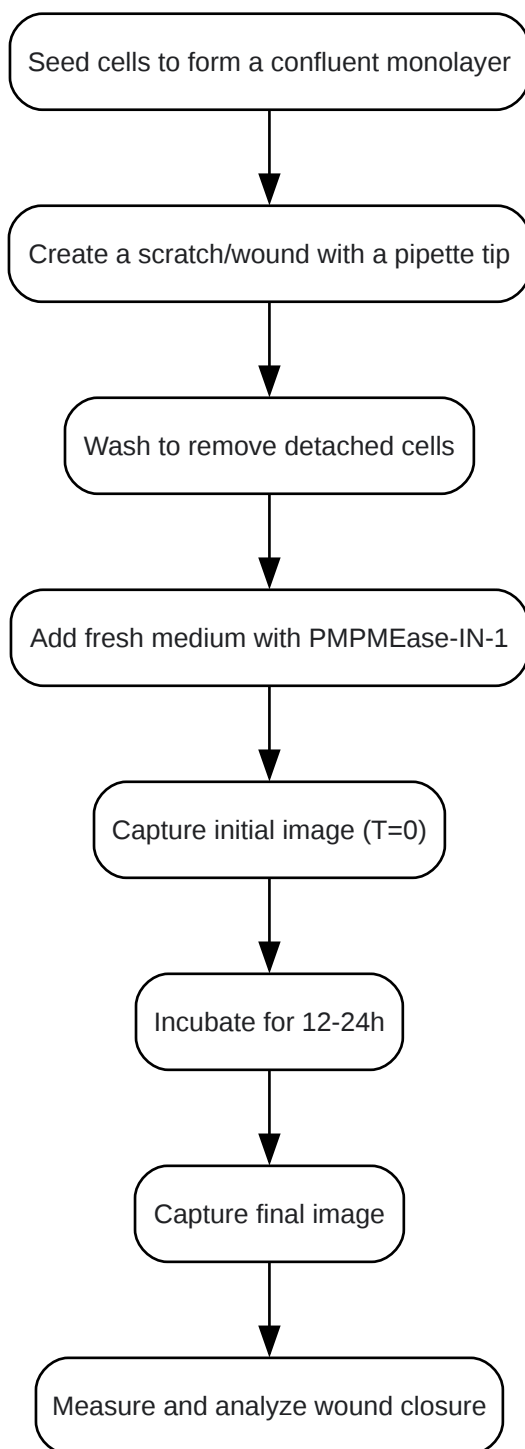 Seed cells to form a confluent monolayer
Create a scratch/wound with a pipette tip
Wash to remove detached cells
Add fresh medium with PMPMEase-IN-1
Capture initial image (T=0)
Incubate for 12-24h
Capture final image
Measure and analyze wound closure